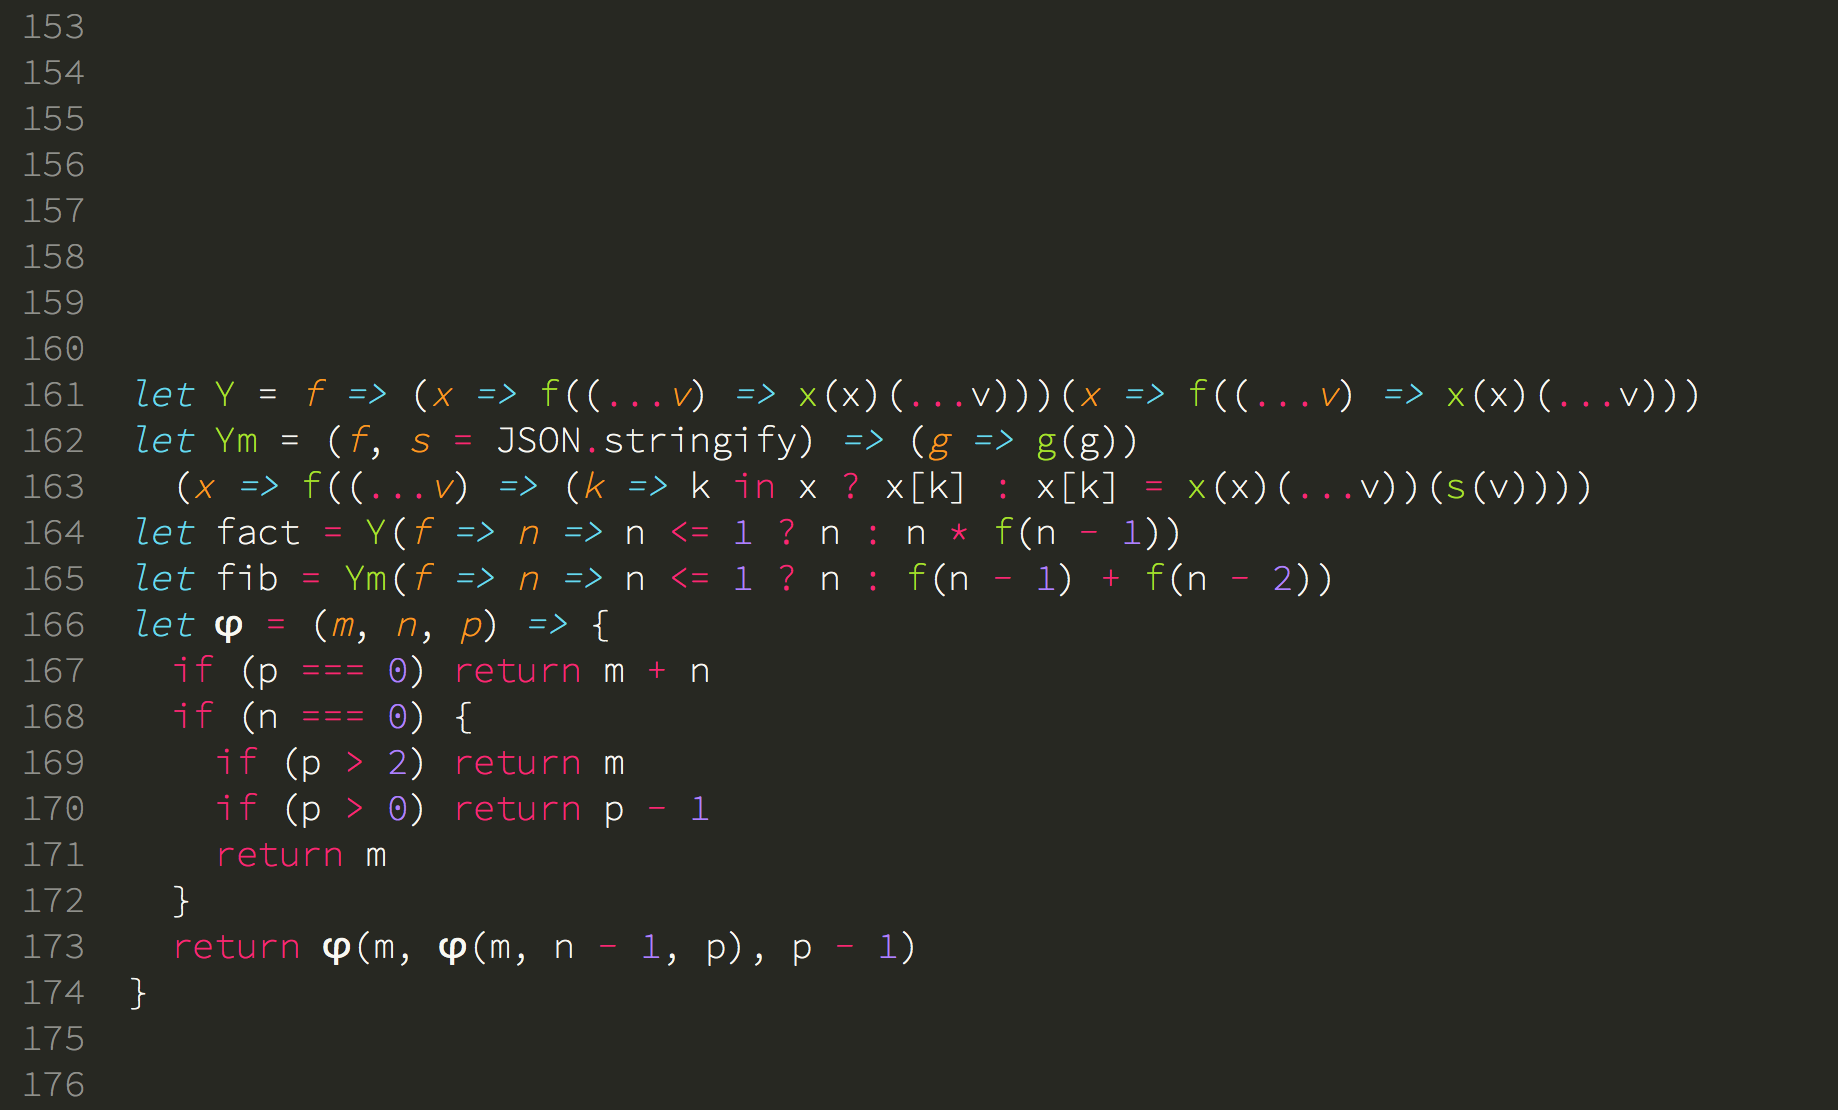 153
154
155
156
157
158
159
160
161 let Y = f => (x => f((...v) => x(x)(...v)))(x => f((...v) => x(x)(...v)))
162 let Ym = (f, s = JSON.stringify) => (g => g(g))
163   (x => f((...v) => (k => k in x ? x[k] : x[k] = x(x)(...v))(s(v))))
164 let fact = Y(f => n => n <= 1 ? n : n * f(n - 1))
165 let fib = Ym(f => n => n <= 1 ? n : f(n - 1) + f(n - 2))
166 let φ = (m, n, p) => {
167   if (p === 0) return m + n
168   if (n === 0) {
169     if (p > 2) return m
170     if (p > 0) return p - 1
171     return m
172   }
173   return φ(m, φ(m, n - 1, p), p - 1)
174 }
175
176